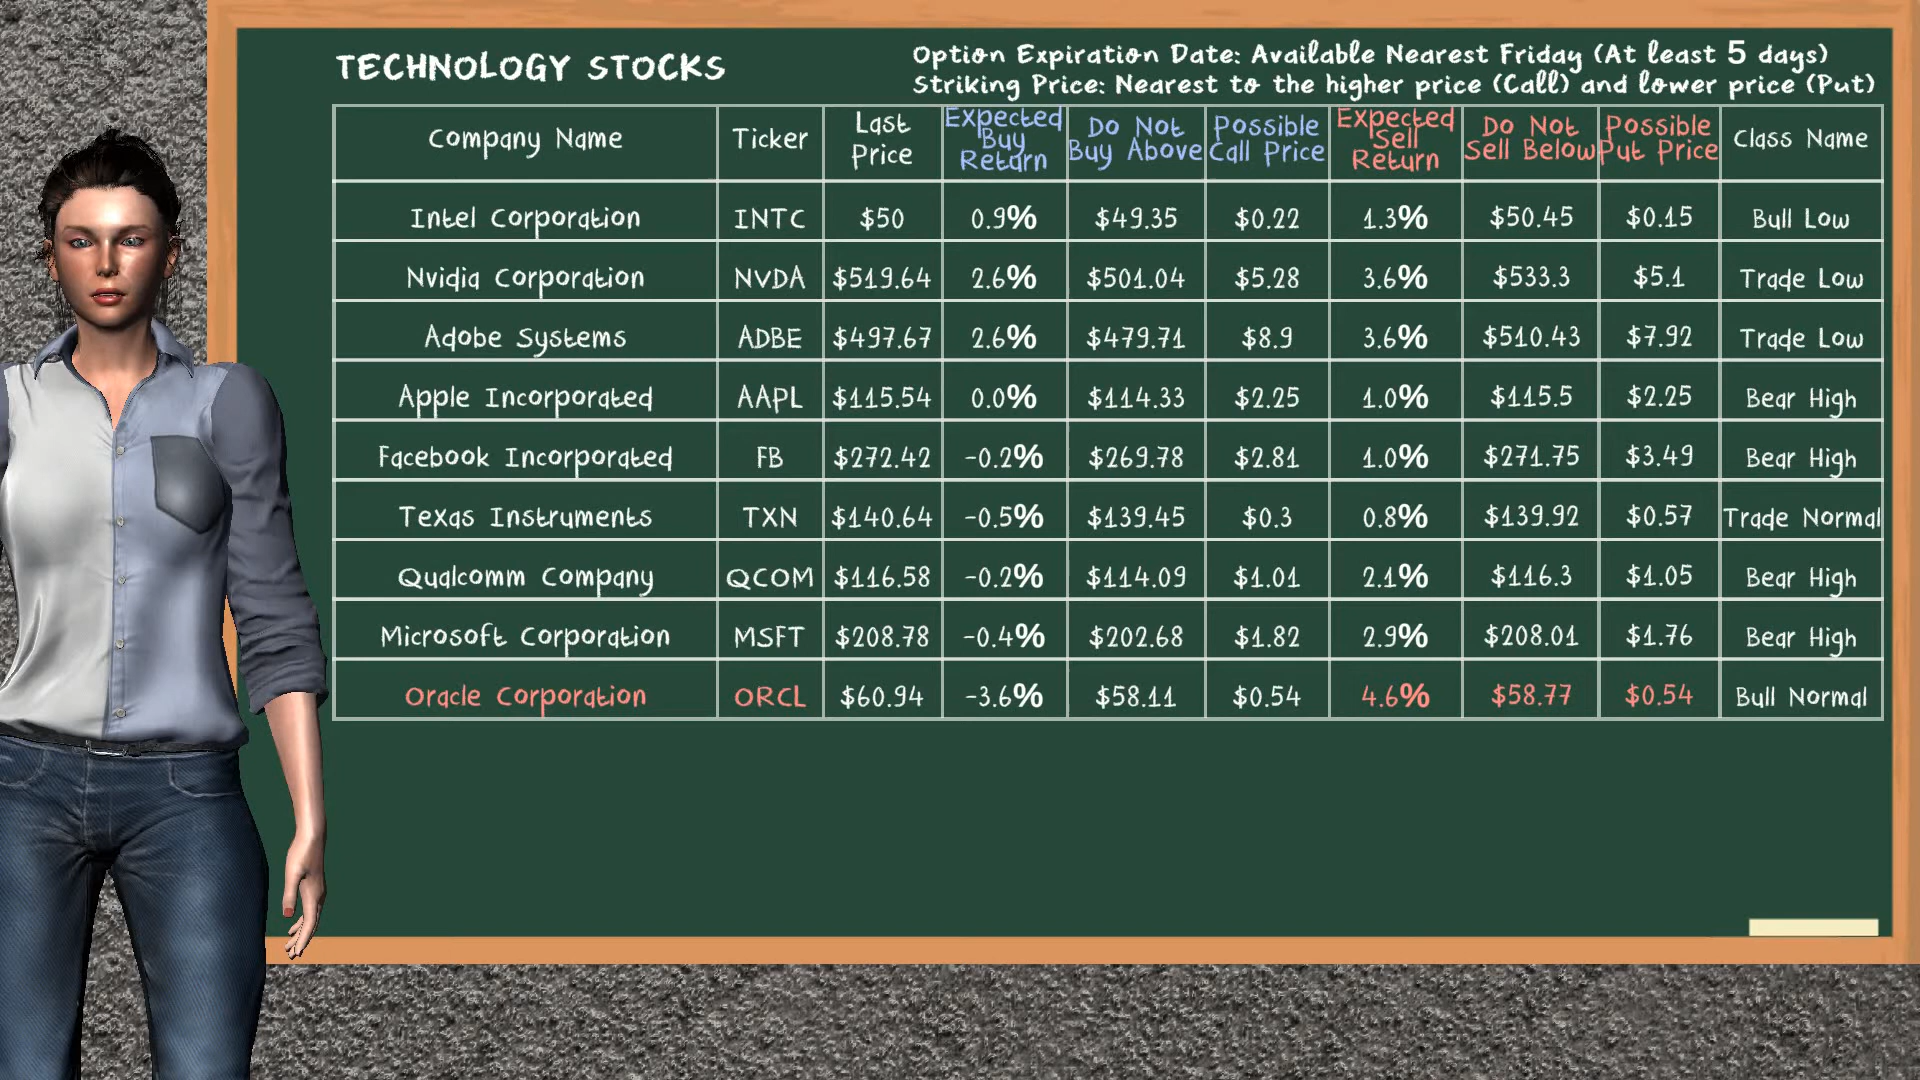 TECHNOLOGY STOCKS
Option Expiration Date: Available Nearest Friday (At least 5 days)
Striking Price: Nearest to the higher price (Call) and lower price (Put)
Company Name Ticker Last Price Expected Buy Return Do Not Buy Above Possible Call Price Expected Sell Return Do Not Sell Below Possible Put Price Class Name
Intel Corporation INTC $50 0.9% $49.35 $0.22 1.3% $50.45 $0.15 Bull Low
Nvidia Corporation NVDA $519.64 2.6% $501.04 $5.28 3.6% $533.3 $5.1 Trade Low
Adobe Systems ADBE $497.67 2.6% $479.71 $8.9 3.6% $510.43 $7.92 Trade Low
Apple Incorporated AAPL $115.54 0.0% $114.33 $2.25 1.0% $115.5 $2.25 Bear High
Facebook Incorporated FB $272.42 -0.2% $269.78 $2.81 1.0% $271.75 $3.49 Bear High
Texas Instruments TXN $140.64 -0.5% $139.45 $0.3 0.8% $139.92 $0.57 Trade Normal
Qualcomm Company QCOM $116.58 -0.2% $114.09 $1.01 2.1% $116.3 $1.05 Bear High
Microsoft Corporation MSFT $208.78 -0.4% $202.68 $1.82 2.9% $208.01 $1.76 Bear High
Oracle Corporation ORCL $60.94 -3.6% $58.11 $0.54 4.6% $58.77 $0.54 Bull Normal